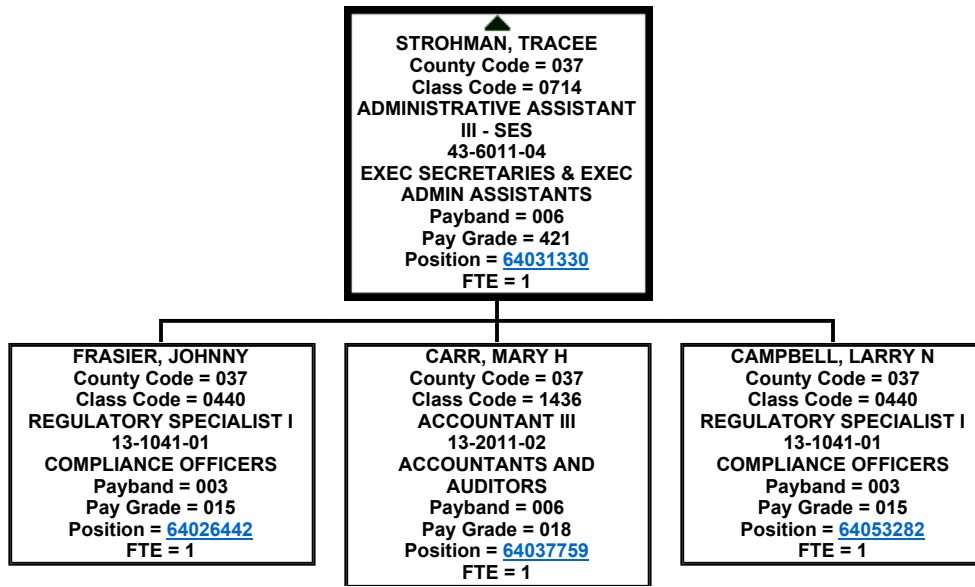 STROHMAN, TRACEE
County Code = 037
Class Code = 0714
ADMINISTRATIVE ASSISTANT
III - SES
43-6011-04
EXEC SECRETARIES & EXEC
ADMIN ASSISTANTS
Payband = 006
Pay Grade = 421
Position = 64031330
FTE = 1
FRASIER, JOHNNY
County Code = 037
Class Code = 0440
REGULATORY SPECIALIST I
13-1041-01
COMPLIANCE OFFICERS
Payband = 003
Pay Grade = 015
Position = 64026442
FTE = 1
CARR, MARY H
County Code = 037
Class Code = 1436
ACCOUNTANT III
13-2011-02
ACCOUNTANTS AND
AUDITORS
Payband = 006
Pay Grade = 018
Position = 64037759
FTE = 1
CAMPBELL, LARRY N
County Code = 037
Class Code = 0440
REGULATORY SPECIALIST I
13-1041-01
COMPLIANCE OFFICERS
Payband = 003
Pay Grade = 015
Position = 64053282
FTE = 1